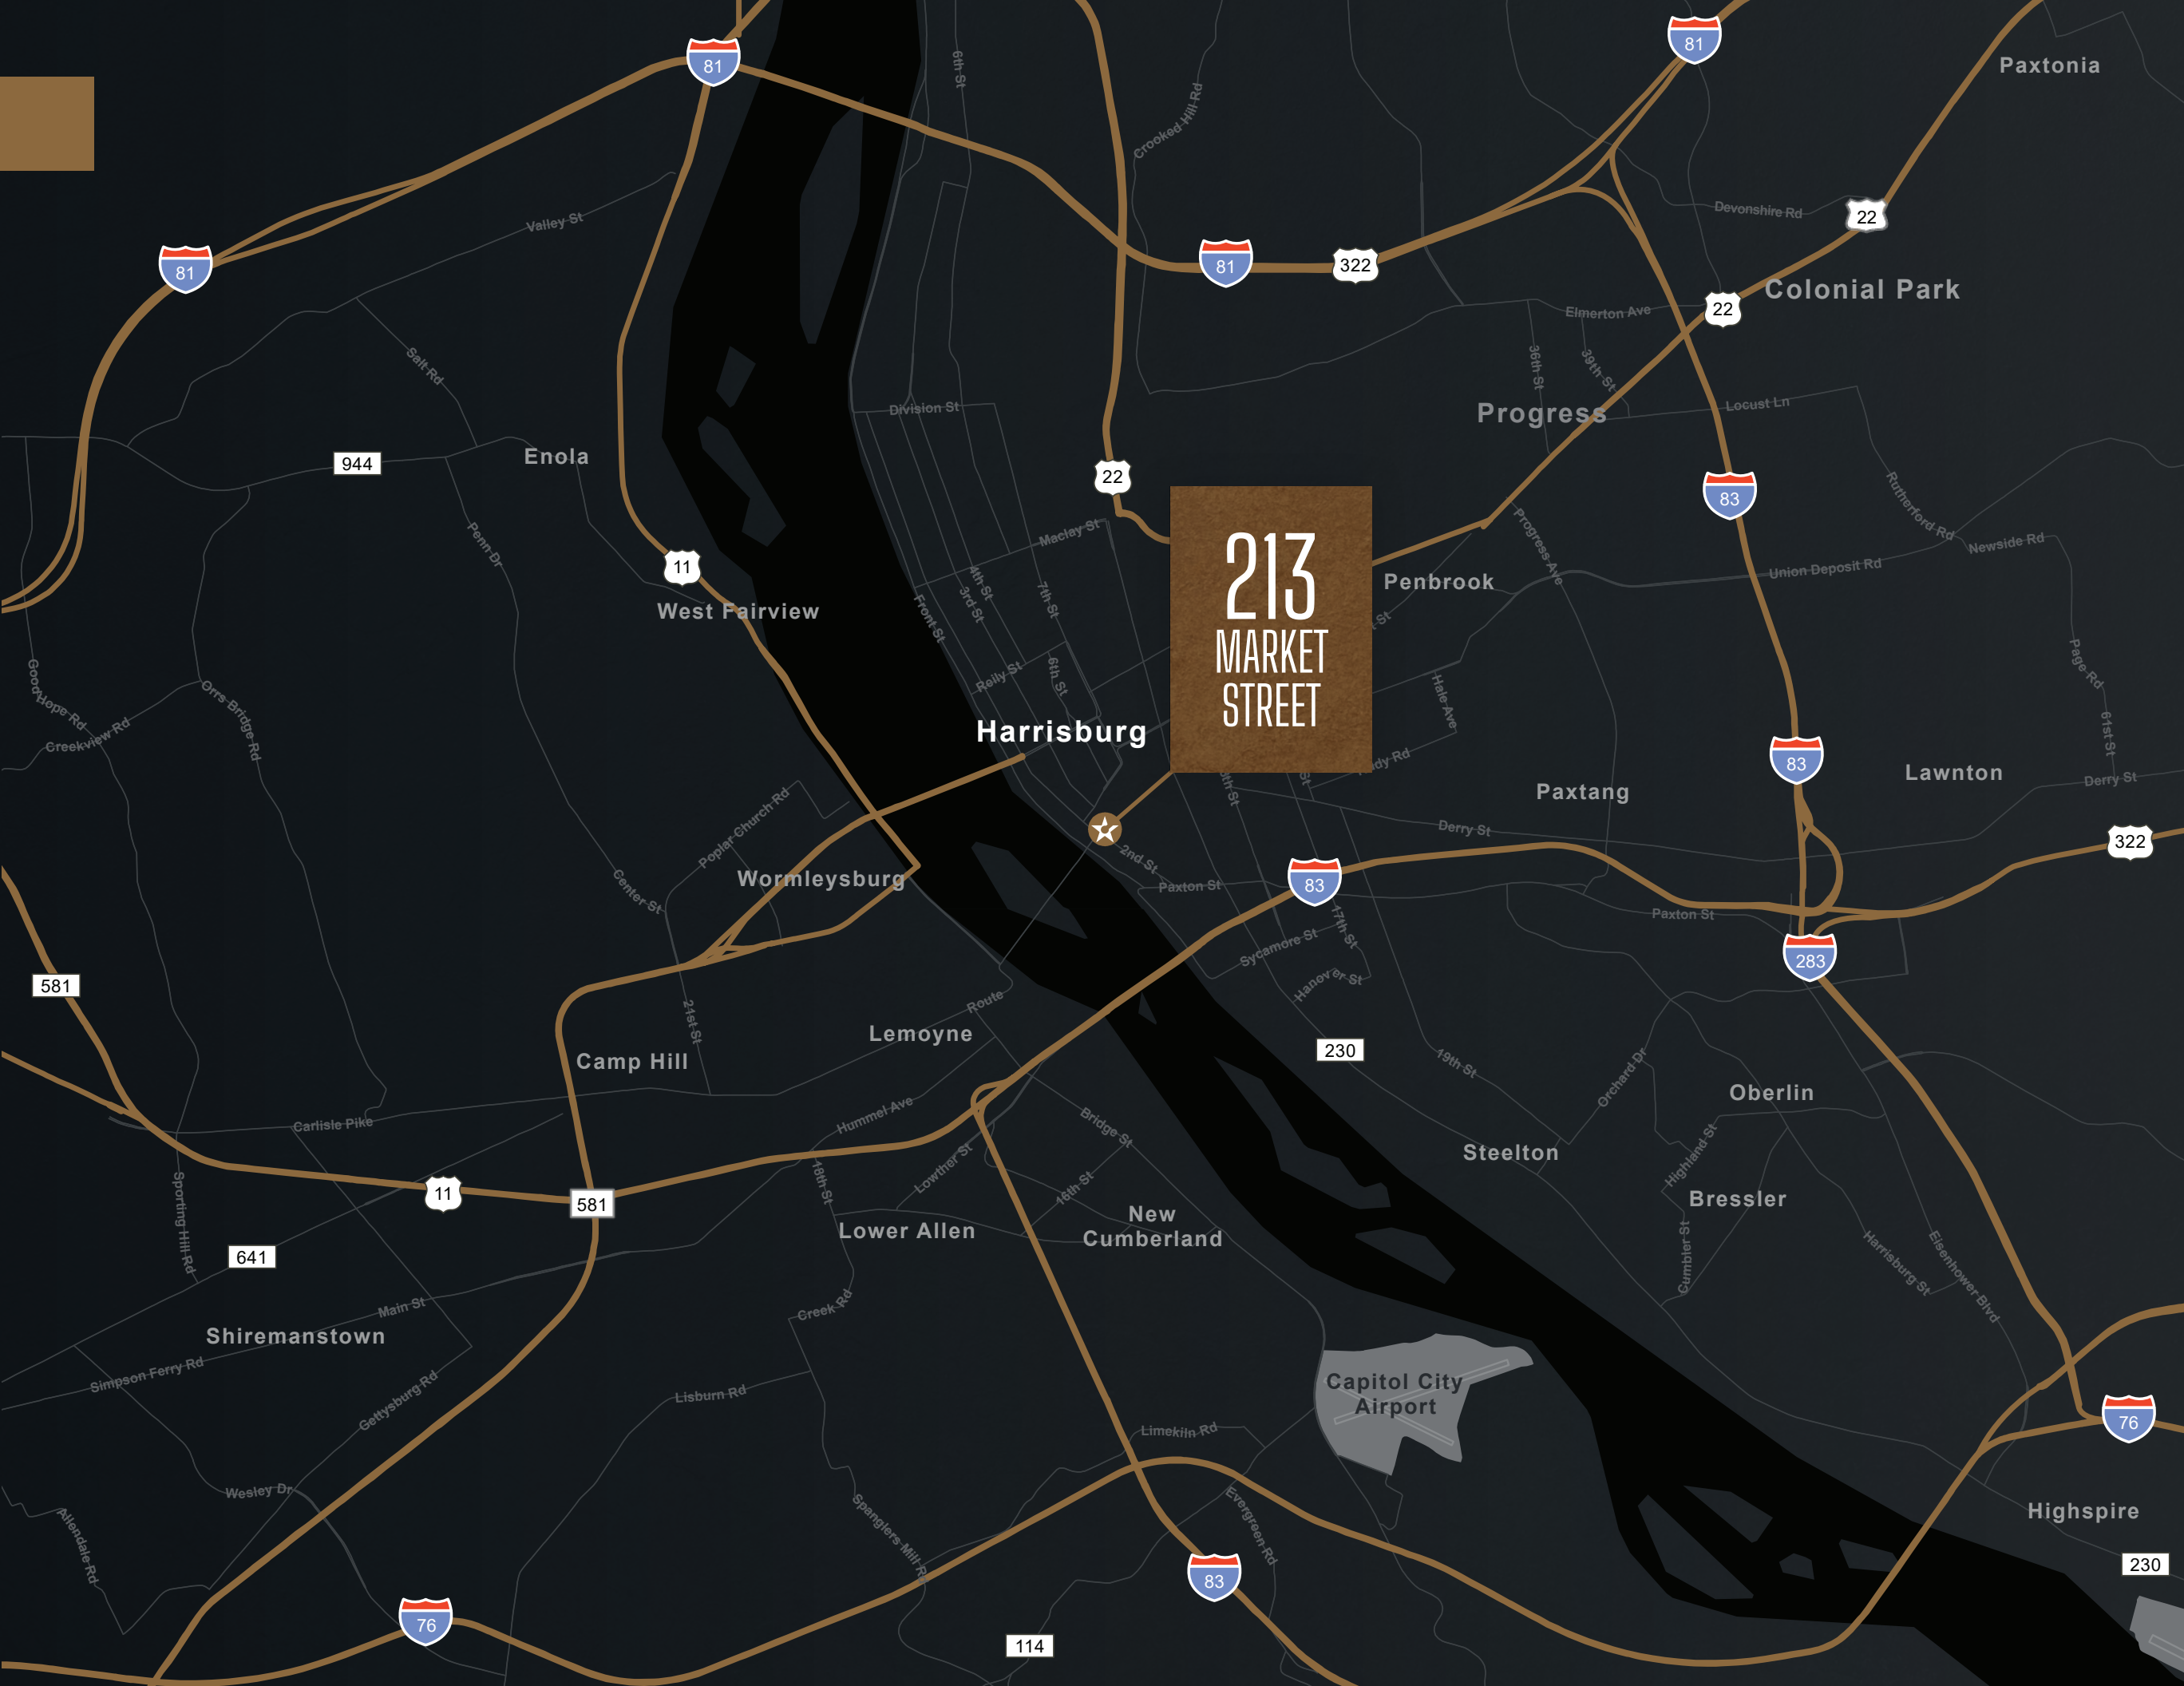 81
81
6th St
Paxtonia
Crooked Hill Rd
Valley St
Devonshire Rd
22
81
81
322
Colonial Park
22
Elmerton Ave
Salt Rd
36th St
39th St
Division St
Progress
Locust Ln
944
Enola
22
83
Rutherford Rd
Penn Dr
Maclay St
Progress Ave
Newside Rd
11
213
MARKET
STREET
Penbrook
Union Deposit Rd
West Fairview
4th St
3rd St
7th St
Front St
Good Hope Rd
Orrs Bridge Rd
Creekview Rd
Reily St
6th St
Hale Ave
Page Rd
61st St
Harrisburg
83
Lawnton
Derry St
Paxtang
Poplar Church Rd
Derry St
322
2nd St
Center St
Wormleysburg
Paxton St
83
Paxton St
17th St
Sycamore St
283
581
Hanover St
Route
21st St
Lemoyne
230
19th St
Camp Hill
Orchard Dr
Oberlin
Carlisle Pike
Hummel Ave
Bridge St
Steelton
Highland St
Lowther St
18th St
16th St
11
581
Bressler
Sporting Hill Rd
Lower Allen
New
Cumberland
641
Cumbler St
Harrisburg St
Eisenhower Blvd
Main St
Creek Rd
Shiremanstown
Simpson Ferry Rd
Gettysburg Rd
Lisburn Rd
Capitol City
Airport
Limekiln Rd
76
Wesley Dr
Allendale Rd
Spanglers Mill R
Evergreen Rd
Highspire
83
230
76
114